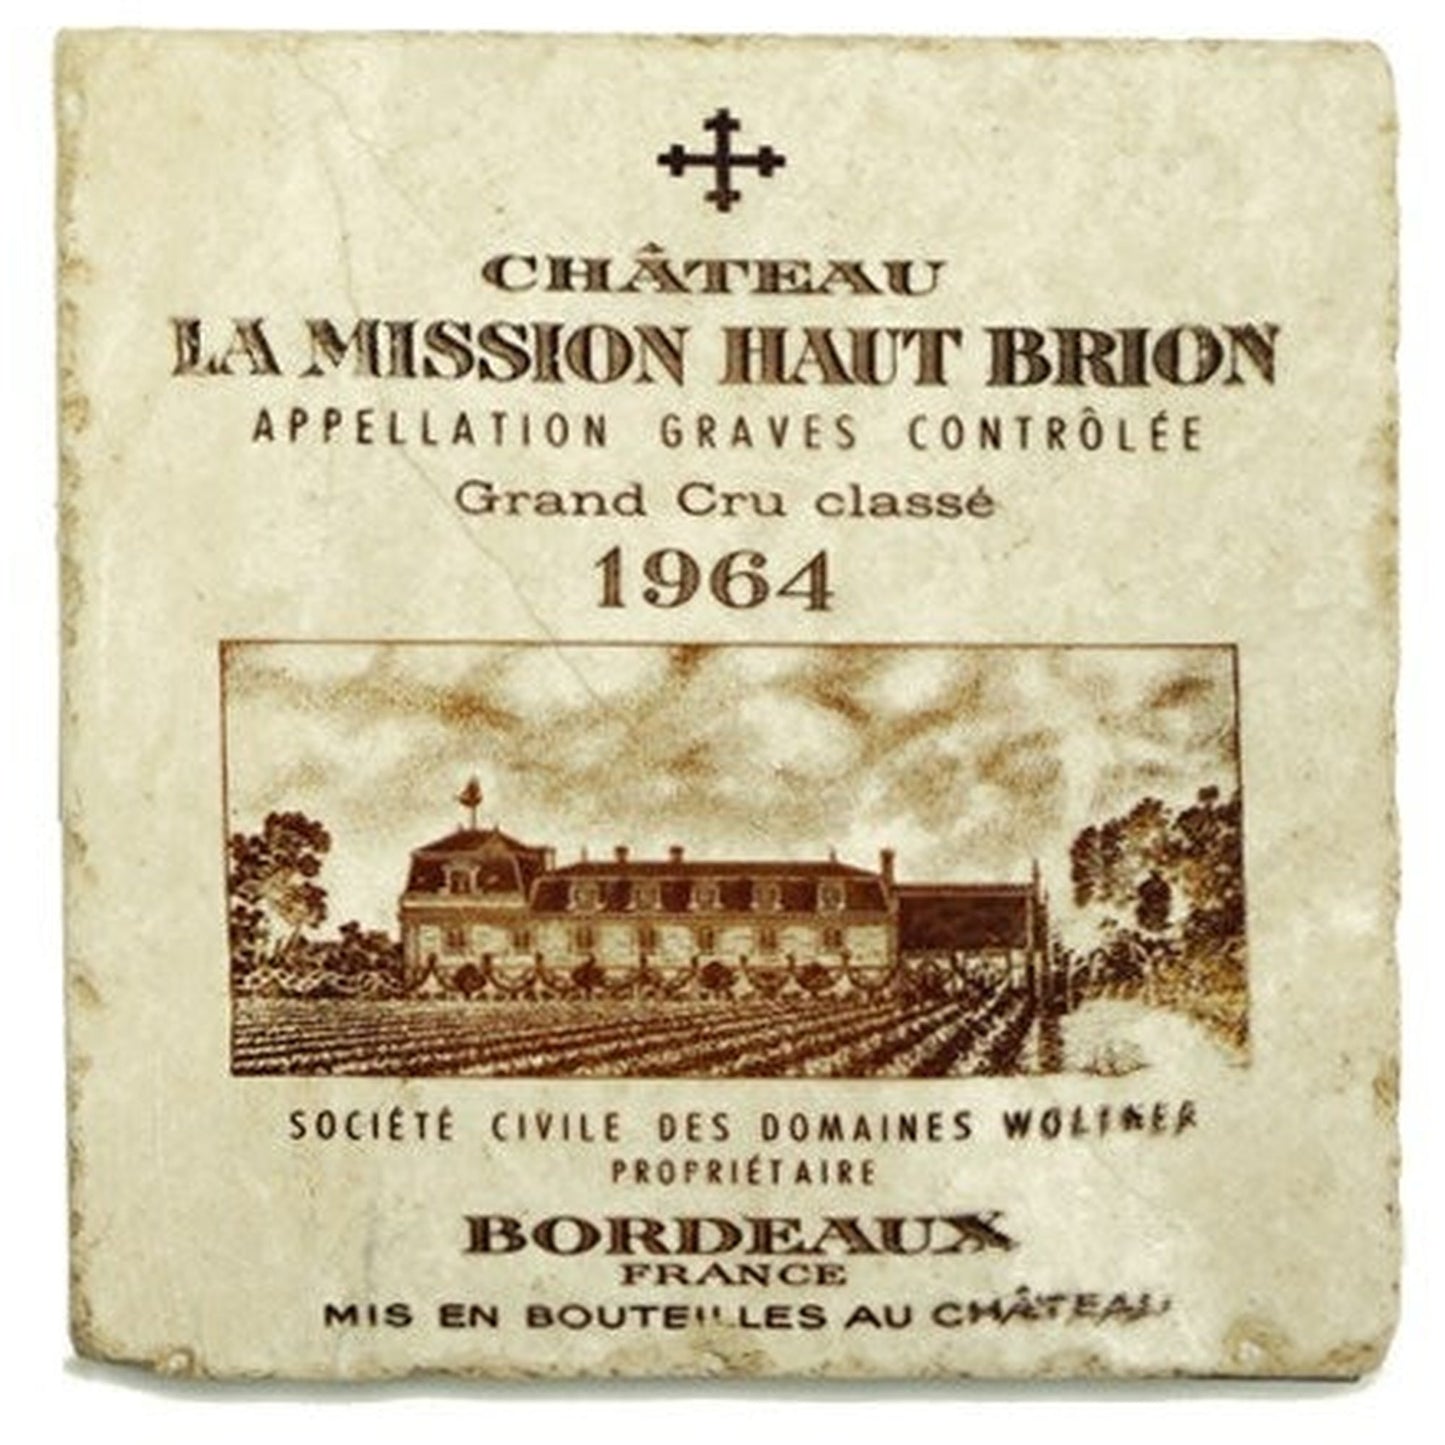 CHÂTEAU
LA MISSION HAUT BRION
APPELLATION GRAVES CONTRÔLÉE
Grand Cru classé
1964
SOCIÉTÉ CIVILE DES DOMAINES WOLTNER
PROPRIÉTAIRE
BORDEAUX
FRANCE
MIS EN BOUTEILLES AU CHÂTEAU